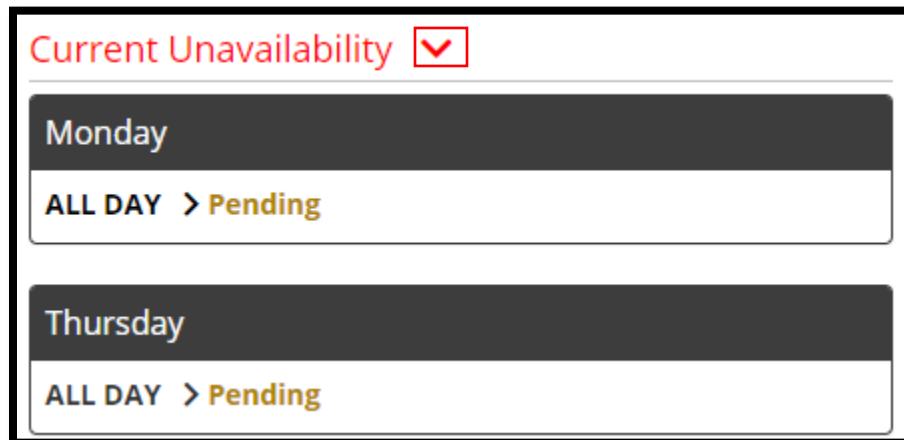 Current Unavailability
Monday
ALL DAY > Pending
Thursday
ALL DAY > Pending